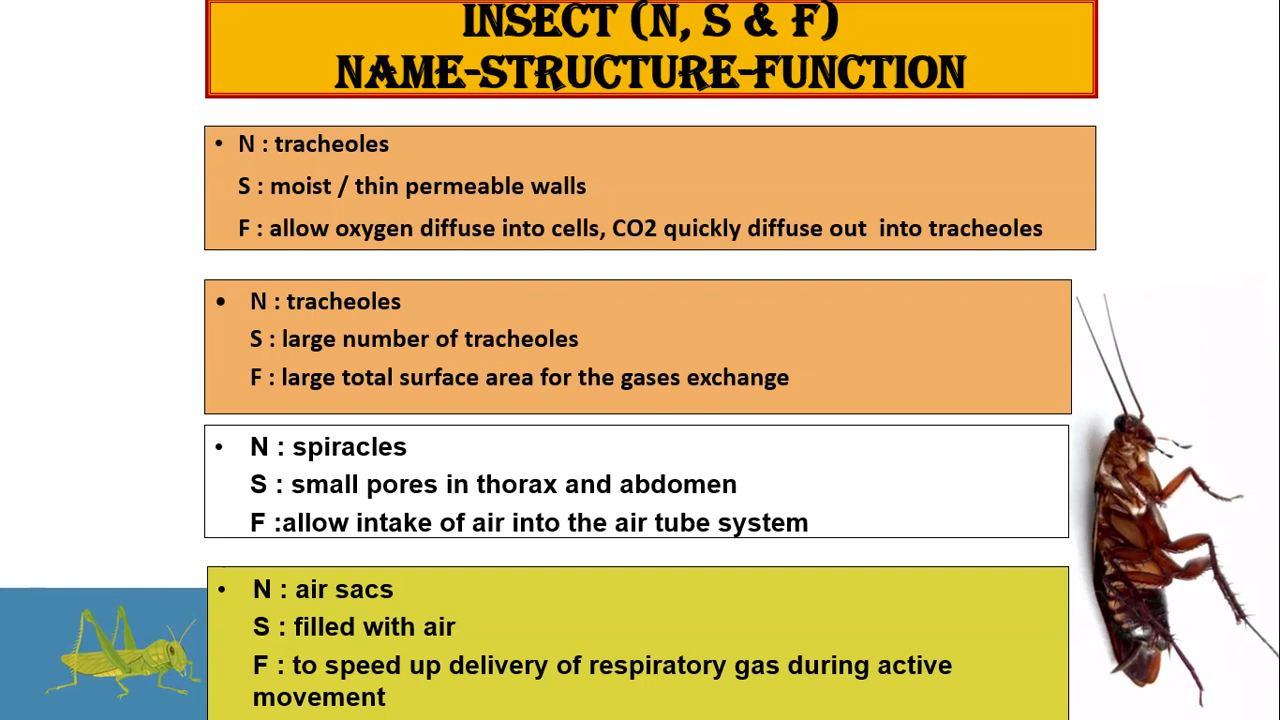 INSECT (N, S & F)
NAME-STRUCTURE-FUNCTION
• N : tracheoles
S : moist / thin permeable walls
F : allow oxygen diffuse into cells, CO2 quickly diffuse out into tracheoles
• N : tracheoles
S : large number of tracheoles
F : large total surface area for the gases exchange
• N : spiracles
S : small pores in thorax and abdomen
F :allow intake of air into the air tube system
• N : air sacs
S : filled with air
F : to speed up delivery of respiratory gas during active
movement